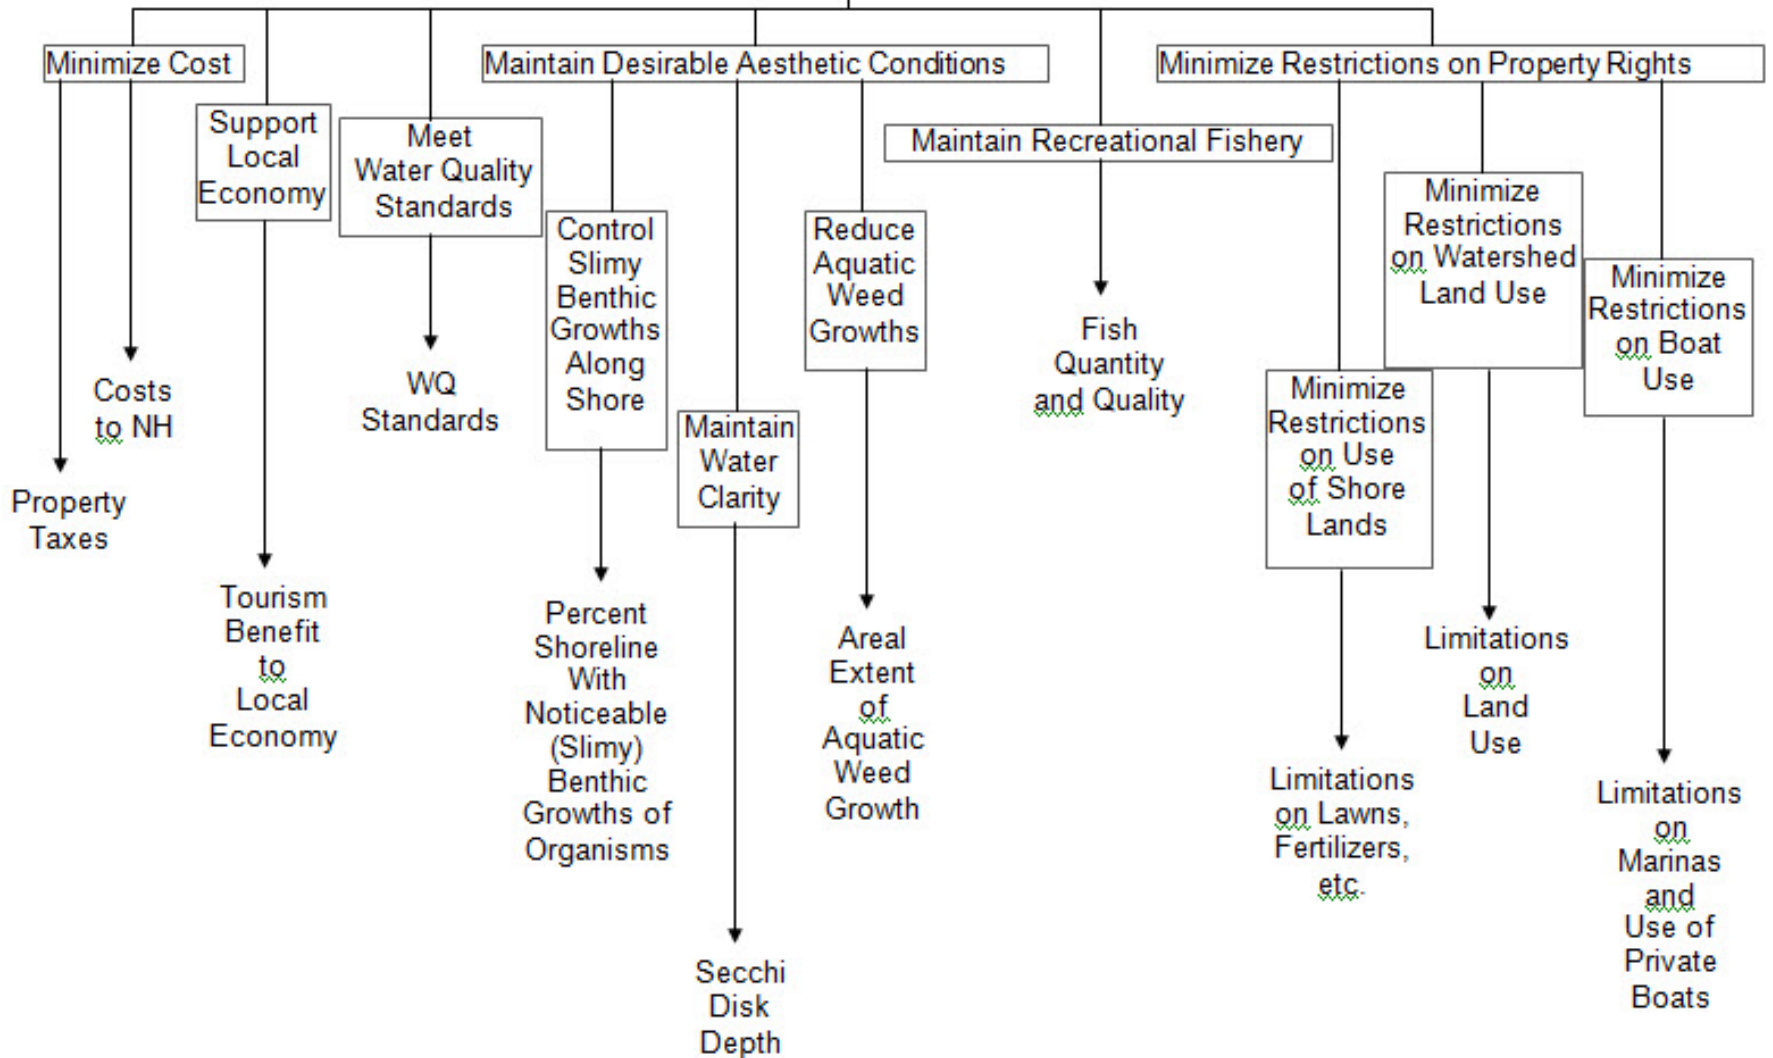 Minimize Cost
Maintain Desirable Aesthetic Conditions
Minimize Restrictions on Property Rights
Support
Local
Economy
Meet
Water Quality
Standards
Maintain Recreational Fishery
Control
Slimy
Benthic
Growths
Along
Shore
Reduce
Aquatic
Weed
Growths
Minimize
Restrictions
on Watershed
Land Use
Minimize
Restrictions
on Boat
Use
Fish
Quantity
and Quality
Costs
to NH
WQ
Standards
Maintain
Water
Clarity
Minimize
Restrictions
on Use
of Shore
Lands
Property
Taxes
Tourism
Benefit
to
Local
Economy
Percent
Shoreline
With
Noticeable
(Slimy)
Benthic
Growths of
Organisms
Areal
Extent
of
Aquatic
Weed
Growth
Limitations
on
Land
Use
Limitations
on Lawns,
Fertilizers,
etc.
Limitations
on
Marinas
and
Use of
Private
Boats
Secchi
Disk
Depth